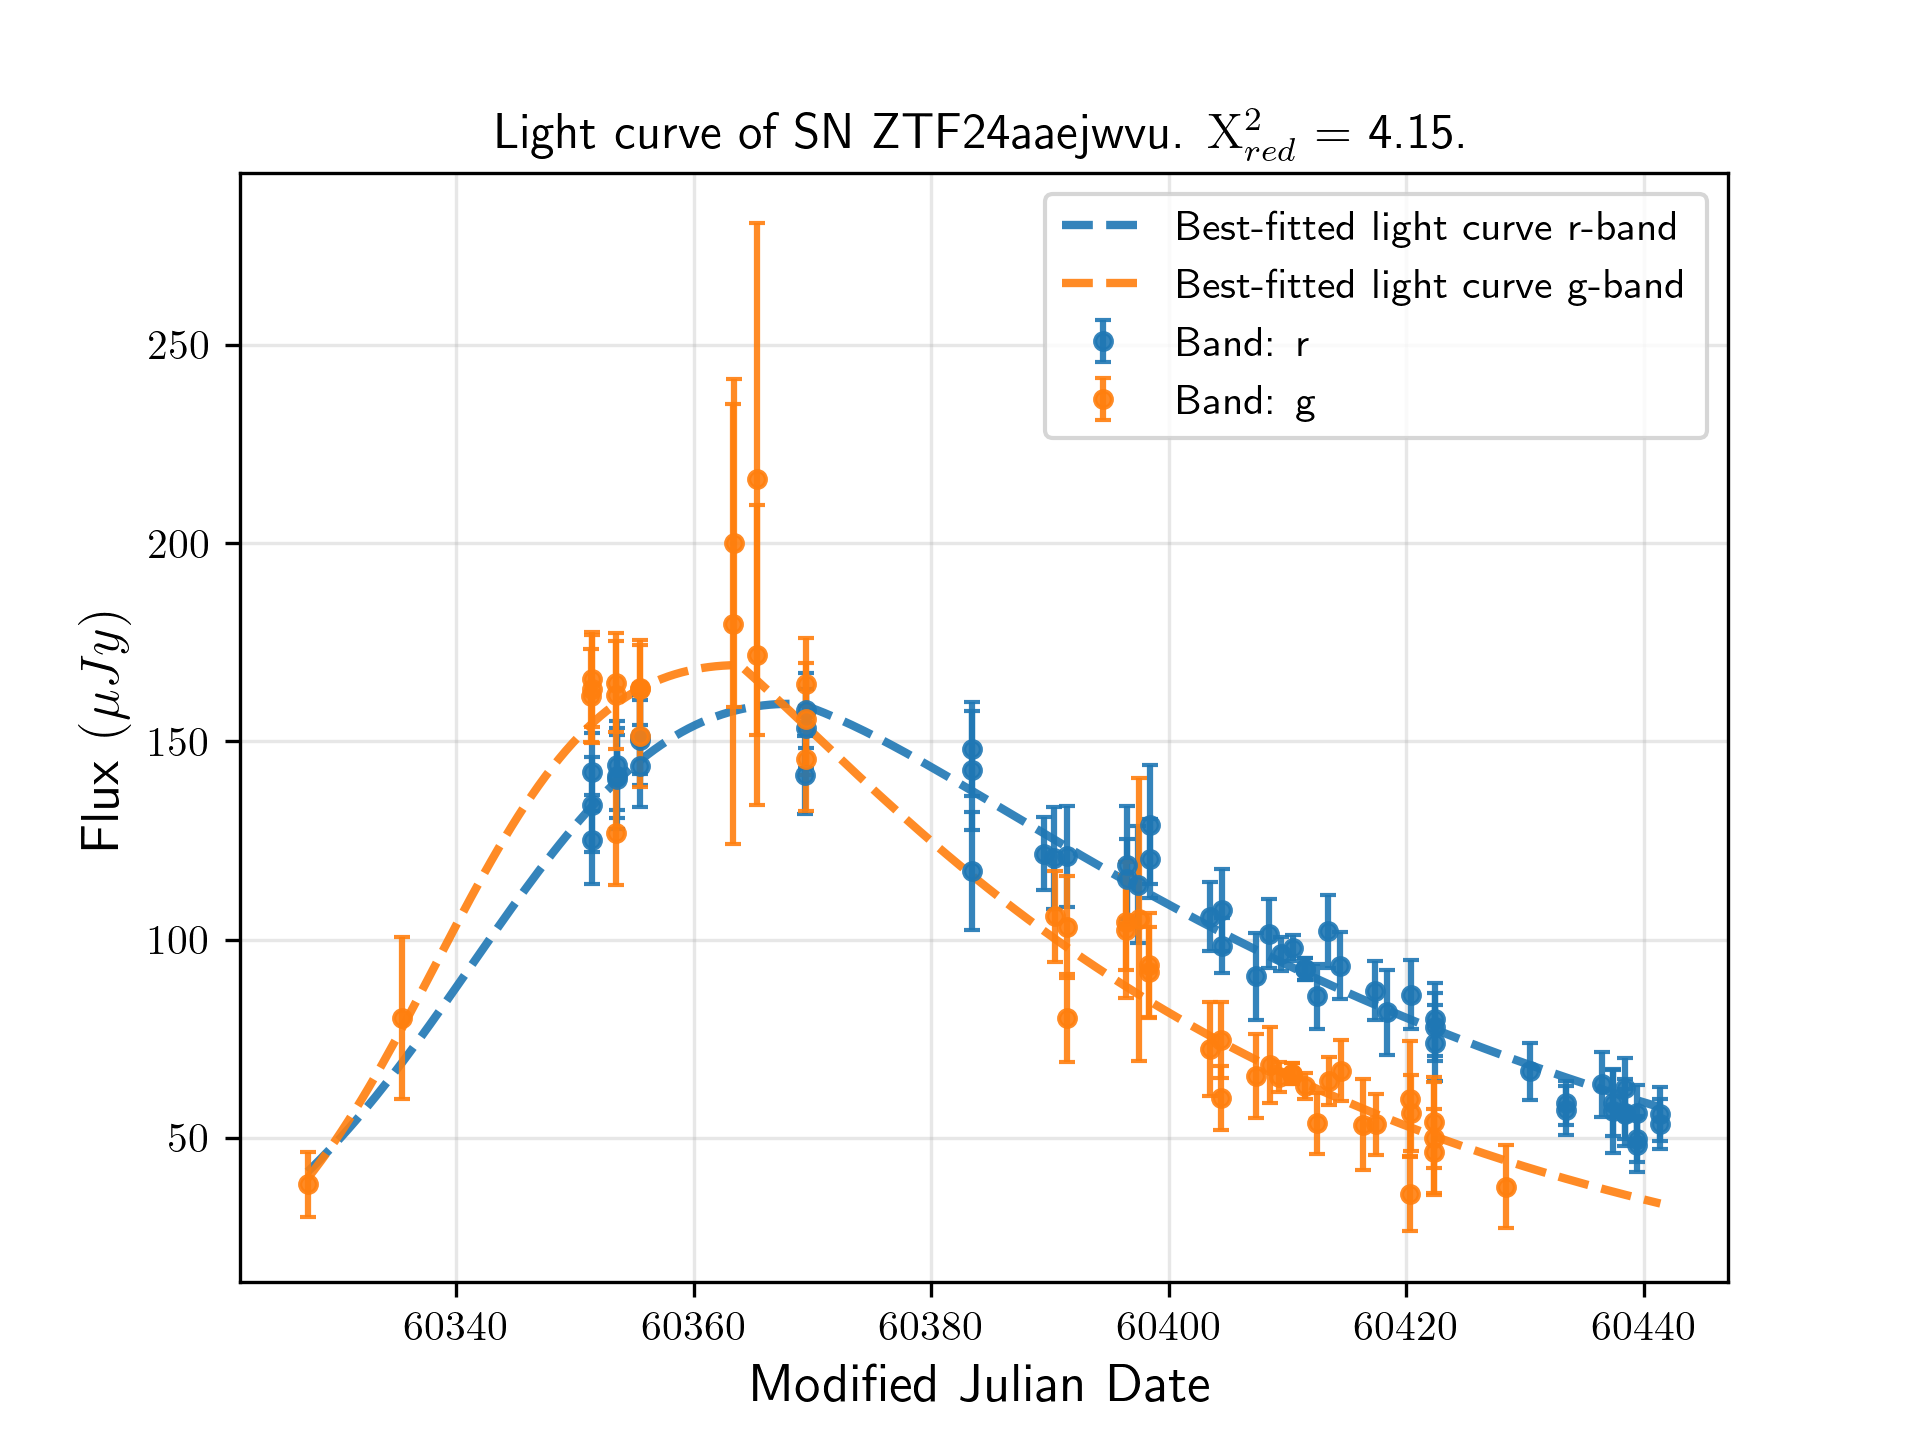 Light curve of SN ZTF24aaejwvu. X²_red = 4.15.
Best-fitted light curve r-band
Best-fitted light curve g-band
Band: r
Band: g
Flux (μJy)
250
200
150
100
50
60340 60360 60380 60400 60420 60440
Modified Julian Date